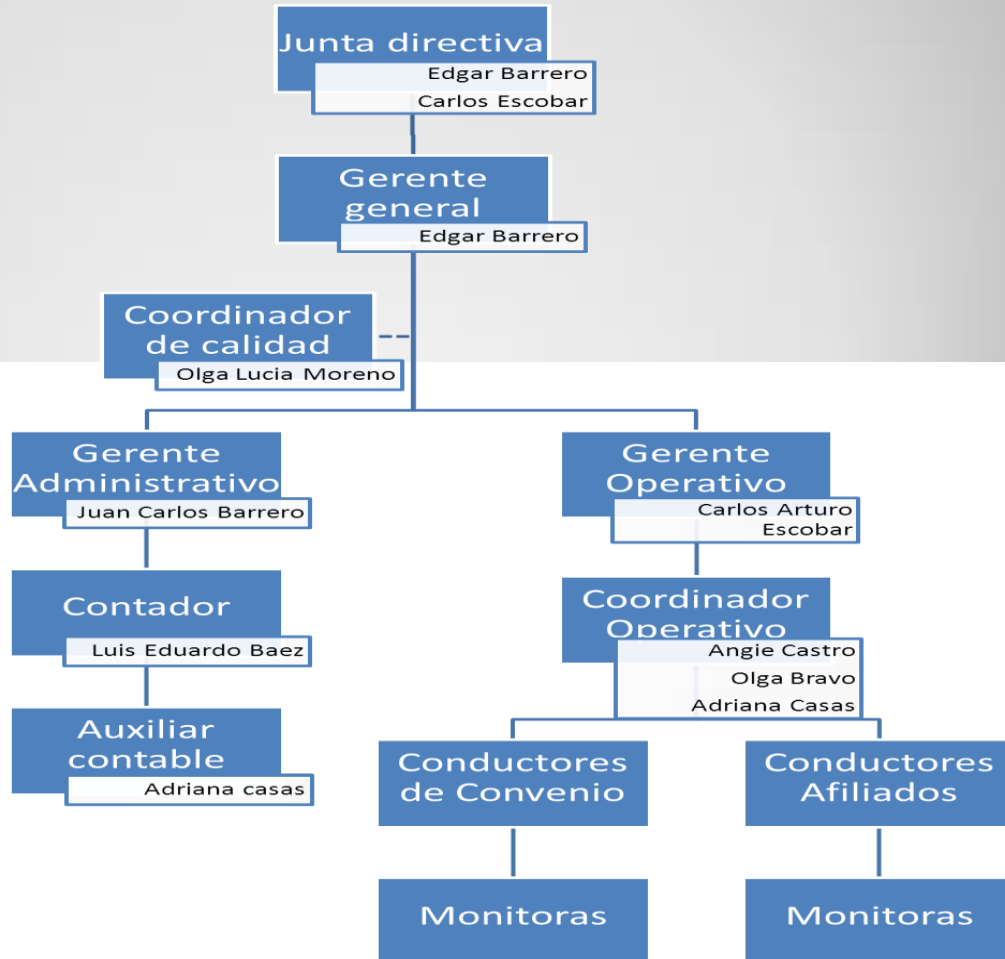 Junta directiva
Edgar Barrero
Carlos Escobar
Gerente
general
Edgar Barrero
Coordinador
de calidad
Olga Lucia Moreno
Gerente
Administrativo
Juan Carlos Barrero
Gerente
Operativo
Carlos Arturo
Escobar
Contador
Luis Eduardo Baez
Coordinador
Operativo
Angie Castro
Olga Bravo
Adriana Casas
Auxiliar
contable
Adriana casas
Conductores
de Convenio
Conductores
Afiliados
Monitoras
Monitoras